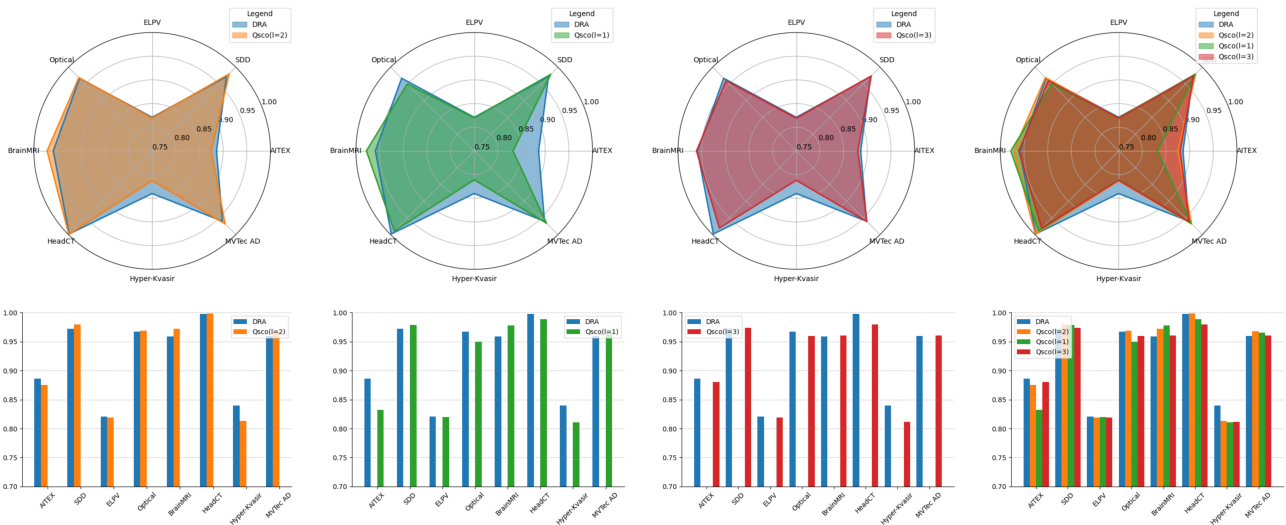 Legend
DRA
Qsco(l=2)
ELPV
Optical
SDD
1.00
0.95
0.90
0.85
0.80
0.75
BrainMRI
AITEX
HeadCT
MVTec AD
Hyper-Kvasir
Legend
DRA
Qsco(l=1)
ELPV
Optical
SDD
1.00
0.95
0.90
0.85
0.80
0.75
BrainMRI
AITEX
HeadCT
MVTec AD
Hyper-Kvasir
Legend
DRA
Qsco(l=3)
ELPV
Optical
SDD
1.00
0.95
0.90
0.85
0.80
0.75
BrainMRI
AITEX
HeadCT
MVTec AD
Hyper-Kvasir
Legend
DRA
Qsco(l=2)
Qsco(l=1)
Qsco(l=3)
ELPV
Optical
1.00
0.95
0.90
0.85
0.80
0.75
BrainMRI
AITEX
HeadCT
MVTec AD
Hyper-Kvasir
1.00
0.95
0.90
0.85
0.80
0.75
0.70
DRA
Qsco(l=2)
AITEX
SDD
ELPV
Optical
BrainMRI
HeadCT
Hyper-Kvasir
MVTec AD
1.00
0.95
0.90
0.85
0.80
0.75
0.70
DRA
Qsco(l=1)
AITEX
SDD
ELPV
Optical
BrainMRI
HeadCT
Hyper-Kvasir
MVTec AD
1.00
0.95
0.90
0.85
0.80
0.75
0.70
DRA
Qsco(l=3)
AITEX
SDD
ELPV
Optical
BrainMRI
HeadCT
Hyper-Kvasir
MVTec AD
1.00
0.95
0.90
0.85
0.80
0.75
0.70
DRA
Qsco(l=2)
Qsco(l=1)
Qsco(l=3)
AITEX
SDD
ELPV
Optical
BrainMRI
HeadCT
Hyper-Kvasir
MVTec AD